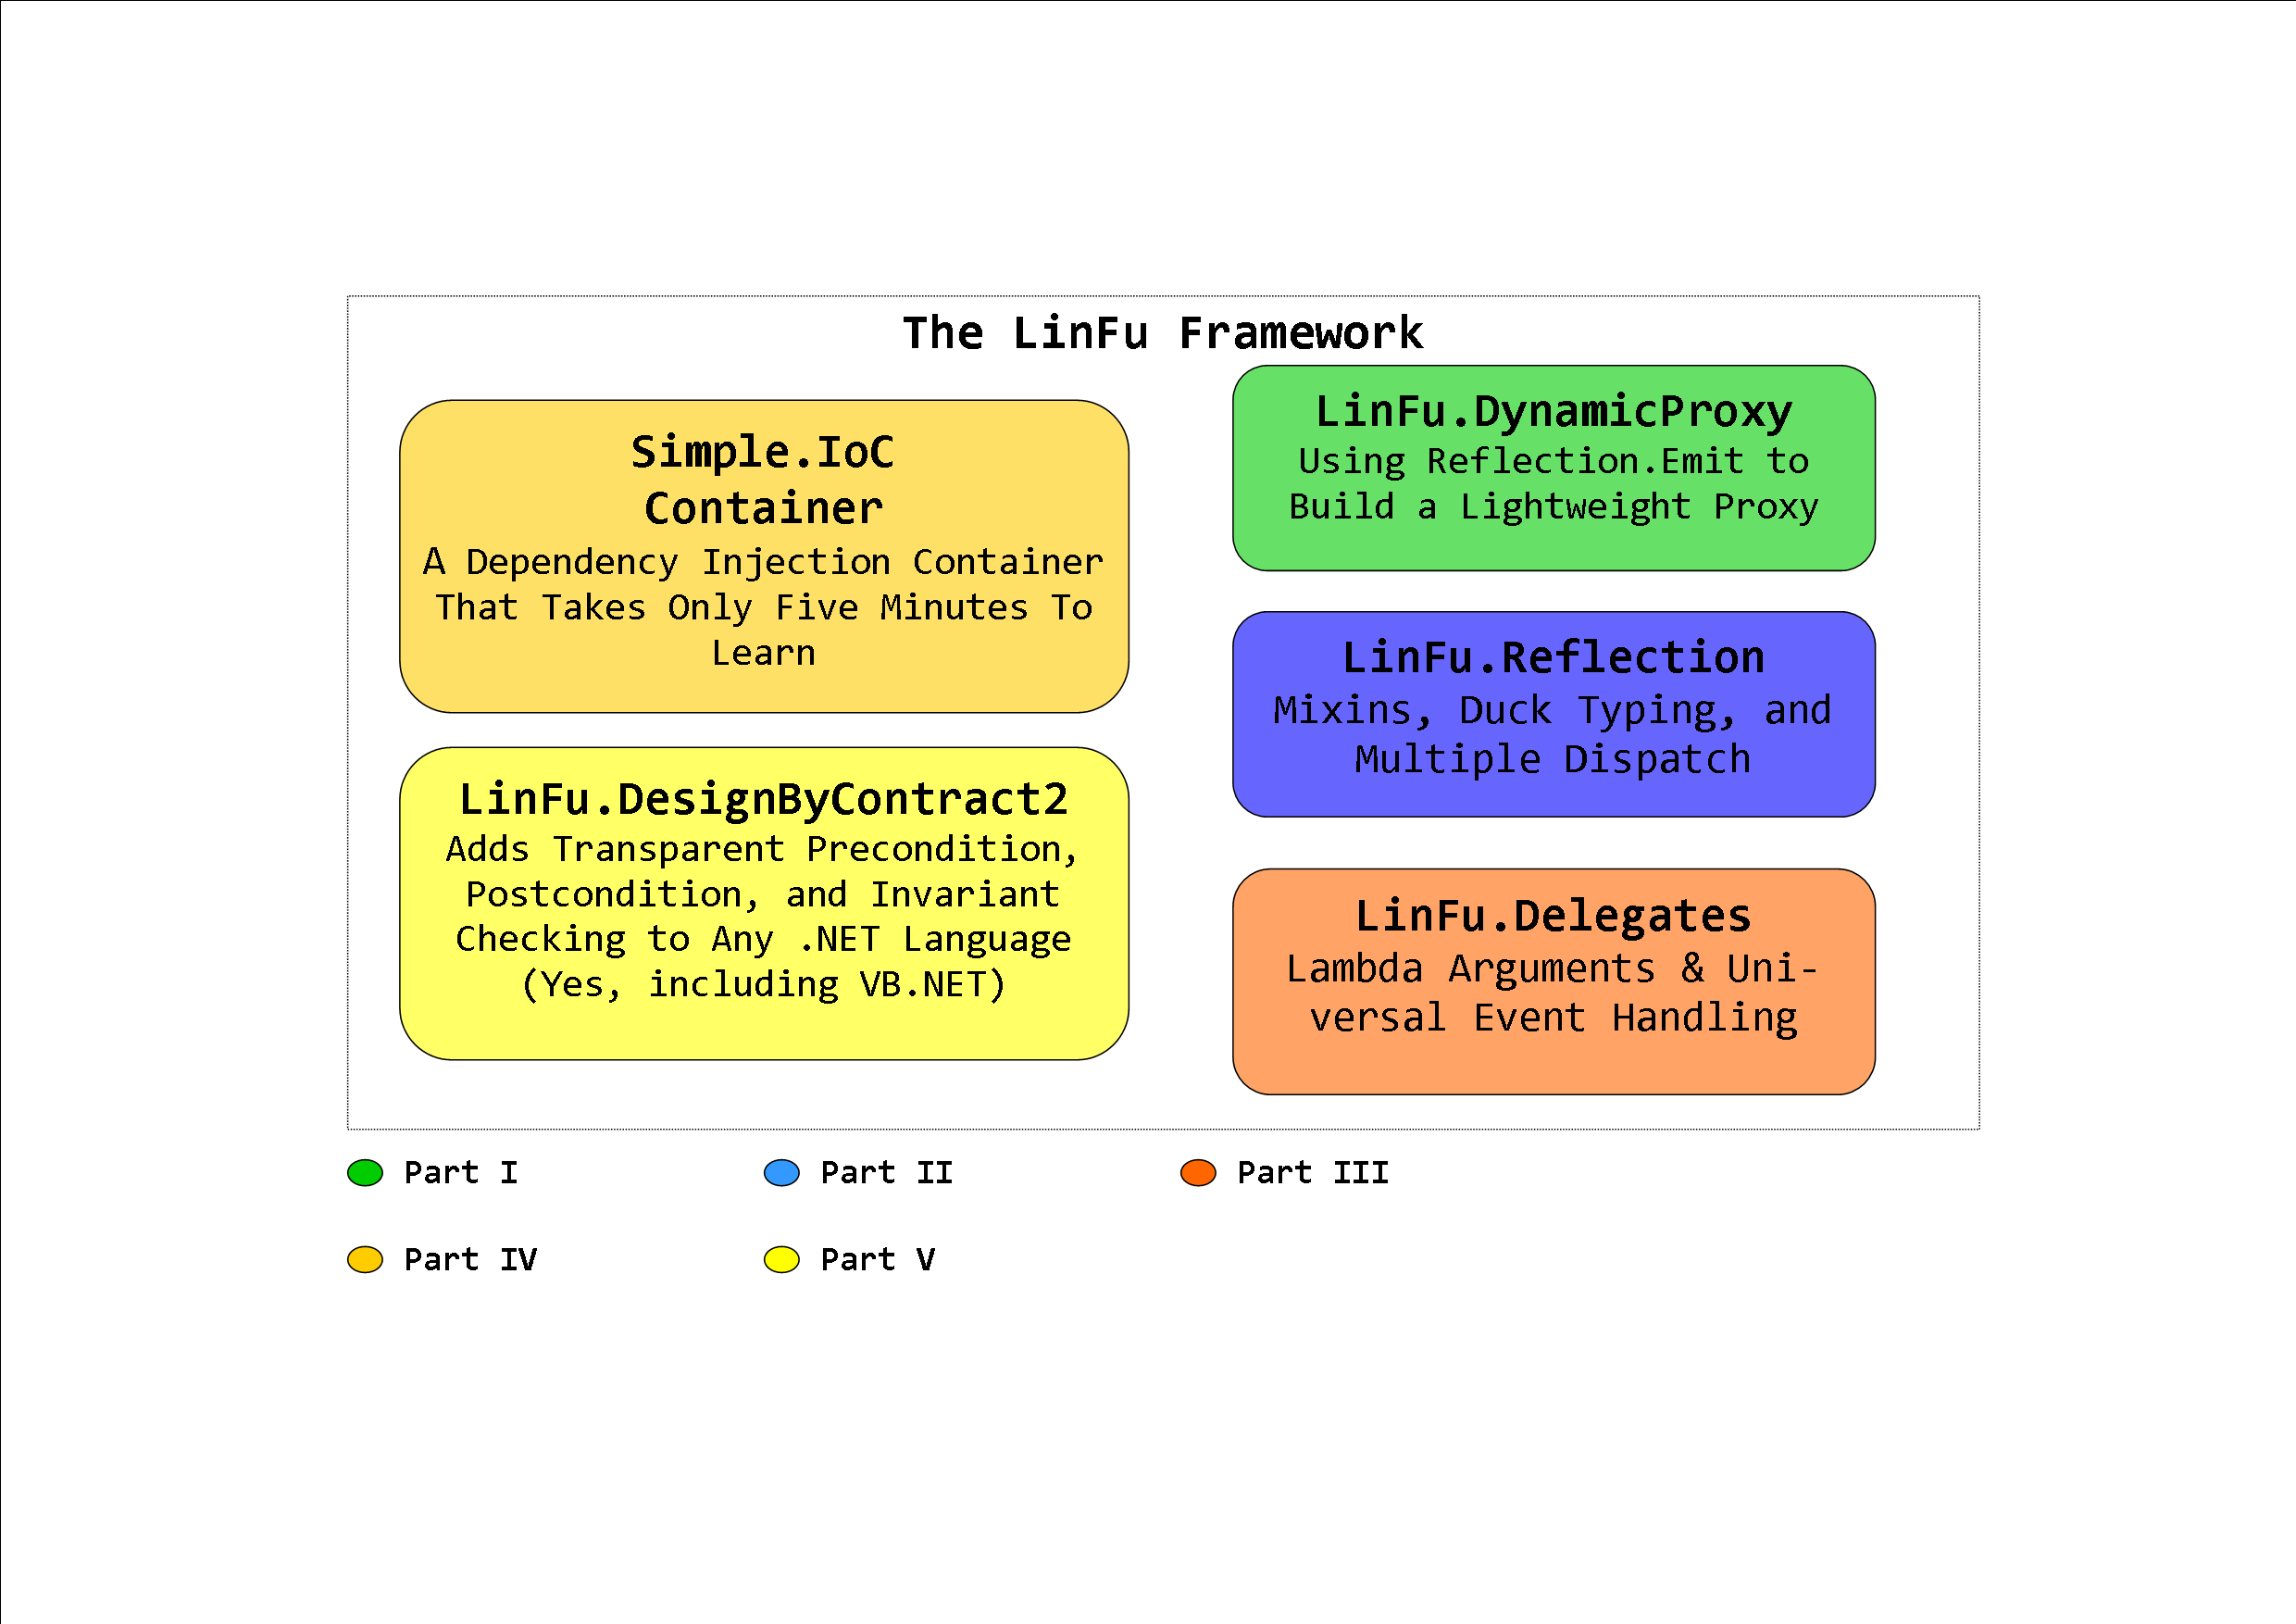 The LinFu Framework
Simple.IoC
Container
A Dependency Injection Container
That Takes Only Five Minutes To
Learn
LinFu.DesignByContract2
Adds Transparent Precondition,
Postcondition, and Invariant
Checking to Any .NET Language
(Yes, including VB.NET)
LinFu.DynamicProxy
Using Reflection.Emit to
Build a Lightweight Proxy
LinFu.Reflection
Mixins, Duck Typing, and
Multiple Dispatch
LinFu.Delegates
Lambda Arguments & Uni-
versal Event Handling
Part I
Part II
Part III
Part IV
Part V